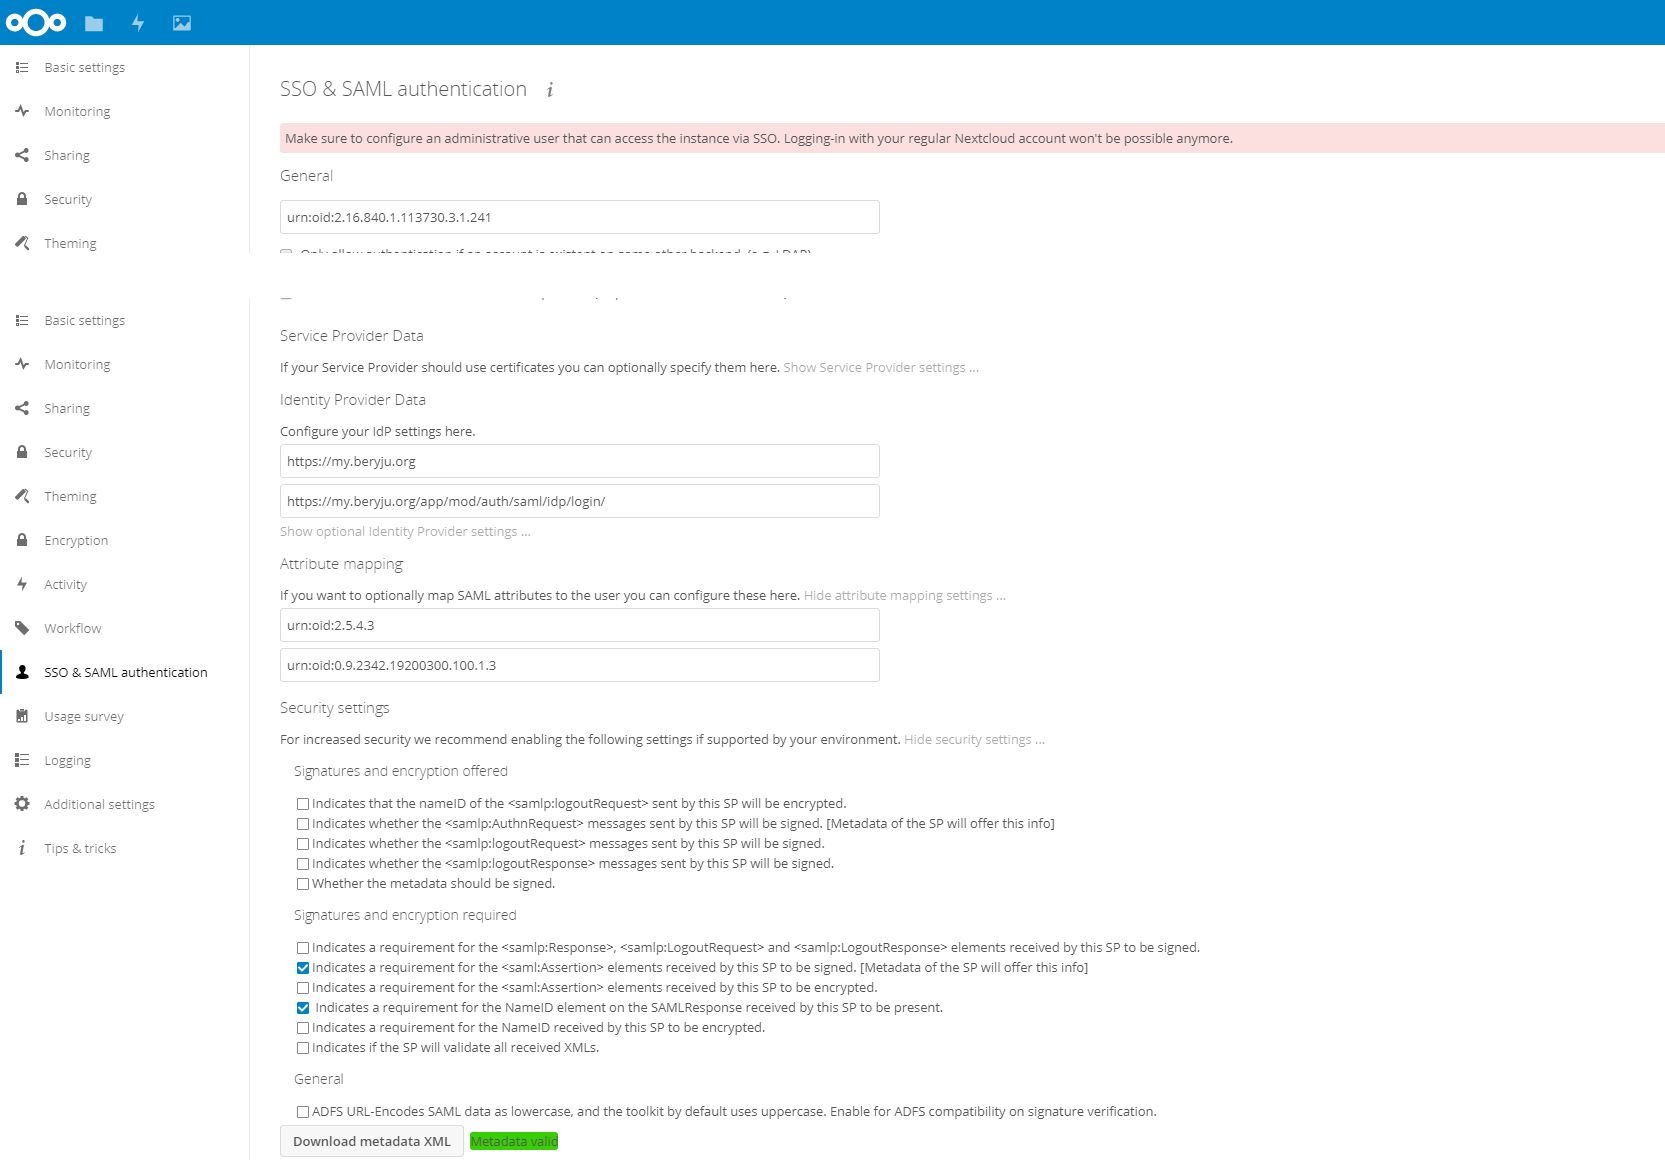 Basic settings
Monitoring
Sharing
Security
Theming
SSO & SAML authentication i
Make sure to configure an administrative user that can access the instance via SSO. Logging-in with your regular Nextcloud account won't be possible anymore.
General
urn:oid:2.16.840.1.113730.3.1.241
Only allow authentication if an account is existent on some other backend. (e.g. LDAP)
Basic settings
Monitoring
Sharing
Security
Theming
Encryption
Activity
Workflow
SSO & SAML authentication
Usage survey
Logging
Additional settings
i Tips & tricks
Service Provider Data
If your Service Provider should use certificates you can optionally specify them here. Show Service Provider settings ...
Identity Provider Data
Configure your IdP settings here.
https://my.beryju.org
https://my.beryju.org/app/mod/auth/saml/idp/login/
Show optional Identity Provider settings ...
Attribute mapping
If you want to optionally map SAML attributes to the user you can configure these here. Hide attribute mapping settings ...
urn:oid:2.5.4.3
urn:oid:0.9.2342.19200300.100.1.3
Security settings
For increased security we recommend enabling the following settings if supported by your environment. Hide security settings ...
Signatures and encryption offered
Indicates that the nameID of the <samlp:logoutRequest> sent by this SP will be encrypted.
Indicates whether the <samlp:AuthnRequest> messages sent by this SP will be signed. [Metadata of the SP will offer this info]
Indicates whether the <samlp:logoutRequest> messages sent by this SP will be signed.
Indicates whether the <samlp:logoutResponse> messages sent by this SP will be signed.
Whether the metadata should be signed.
Signatures and encryption required
Indicates a requirement for the <samlp:Response>, <samlp:LogoutRequest> and <samlp:LogoutResponse> elements received by this SP to be signed.
Indicates a requirement for the <saml:Assertion> elements received by this SP to be signed. [Metadata of the SP will offer this info]
Indicates a requirement for the <saml:Assertion> elements received by this SP to be encrypted.
Indicates a requirement for the NameID element on the SAMLResponse received by this SP to be present.
Indicates a requirement for the NameID received by this SP to be encrypted.
Indicates if the SP will validate all received XMLs.
General
ADFS URL-Encodes SAML data as lowercase, and the toolkit by default uses uppercase. Enable for ADFS compatibility on signature verification.
Download metadata XML Metadata valid